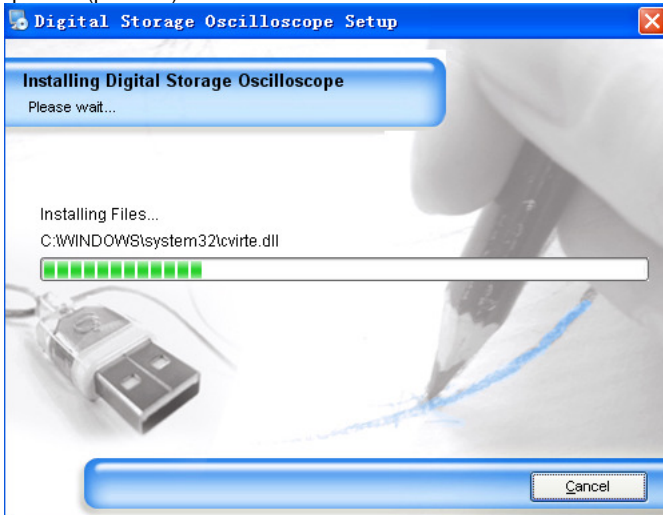 Digital Storage Oscilloscope Setup
Installing Digital Storage Oscilloscope
Please wait...
Installing Files...
C:\WINDOWS\system32\cvirte.dll
Cancel